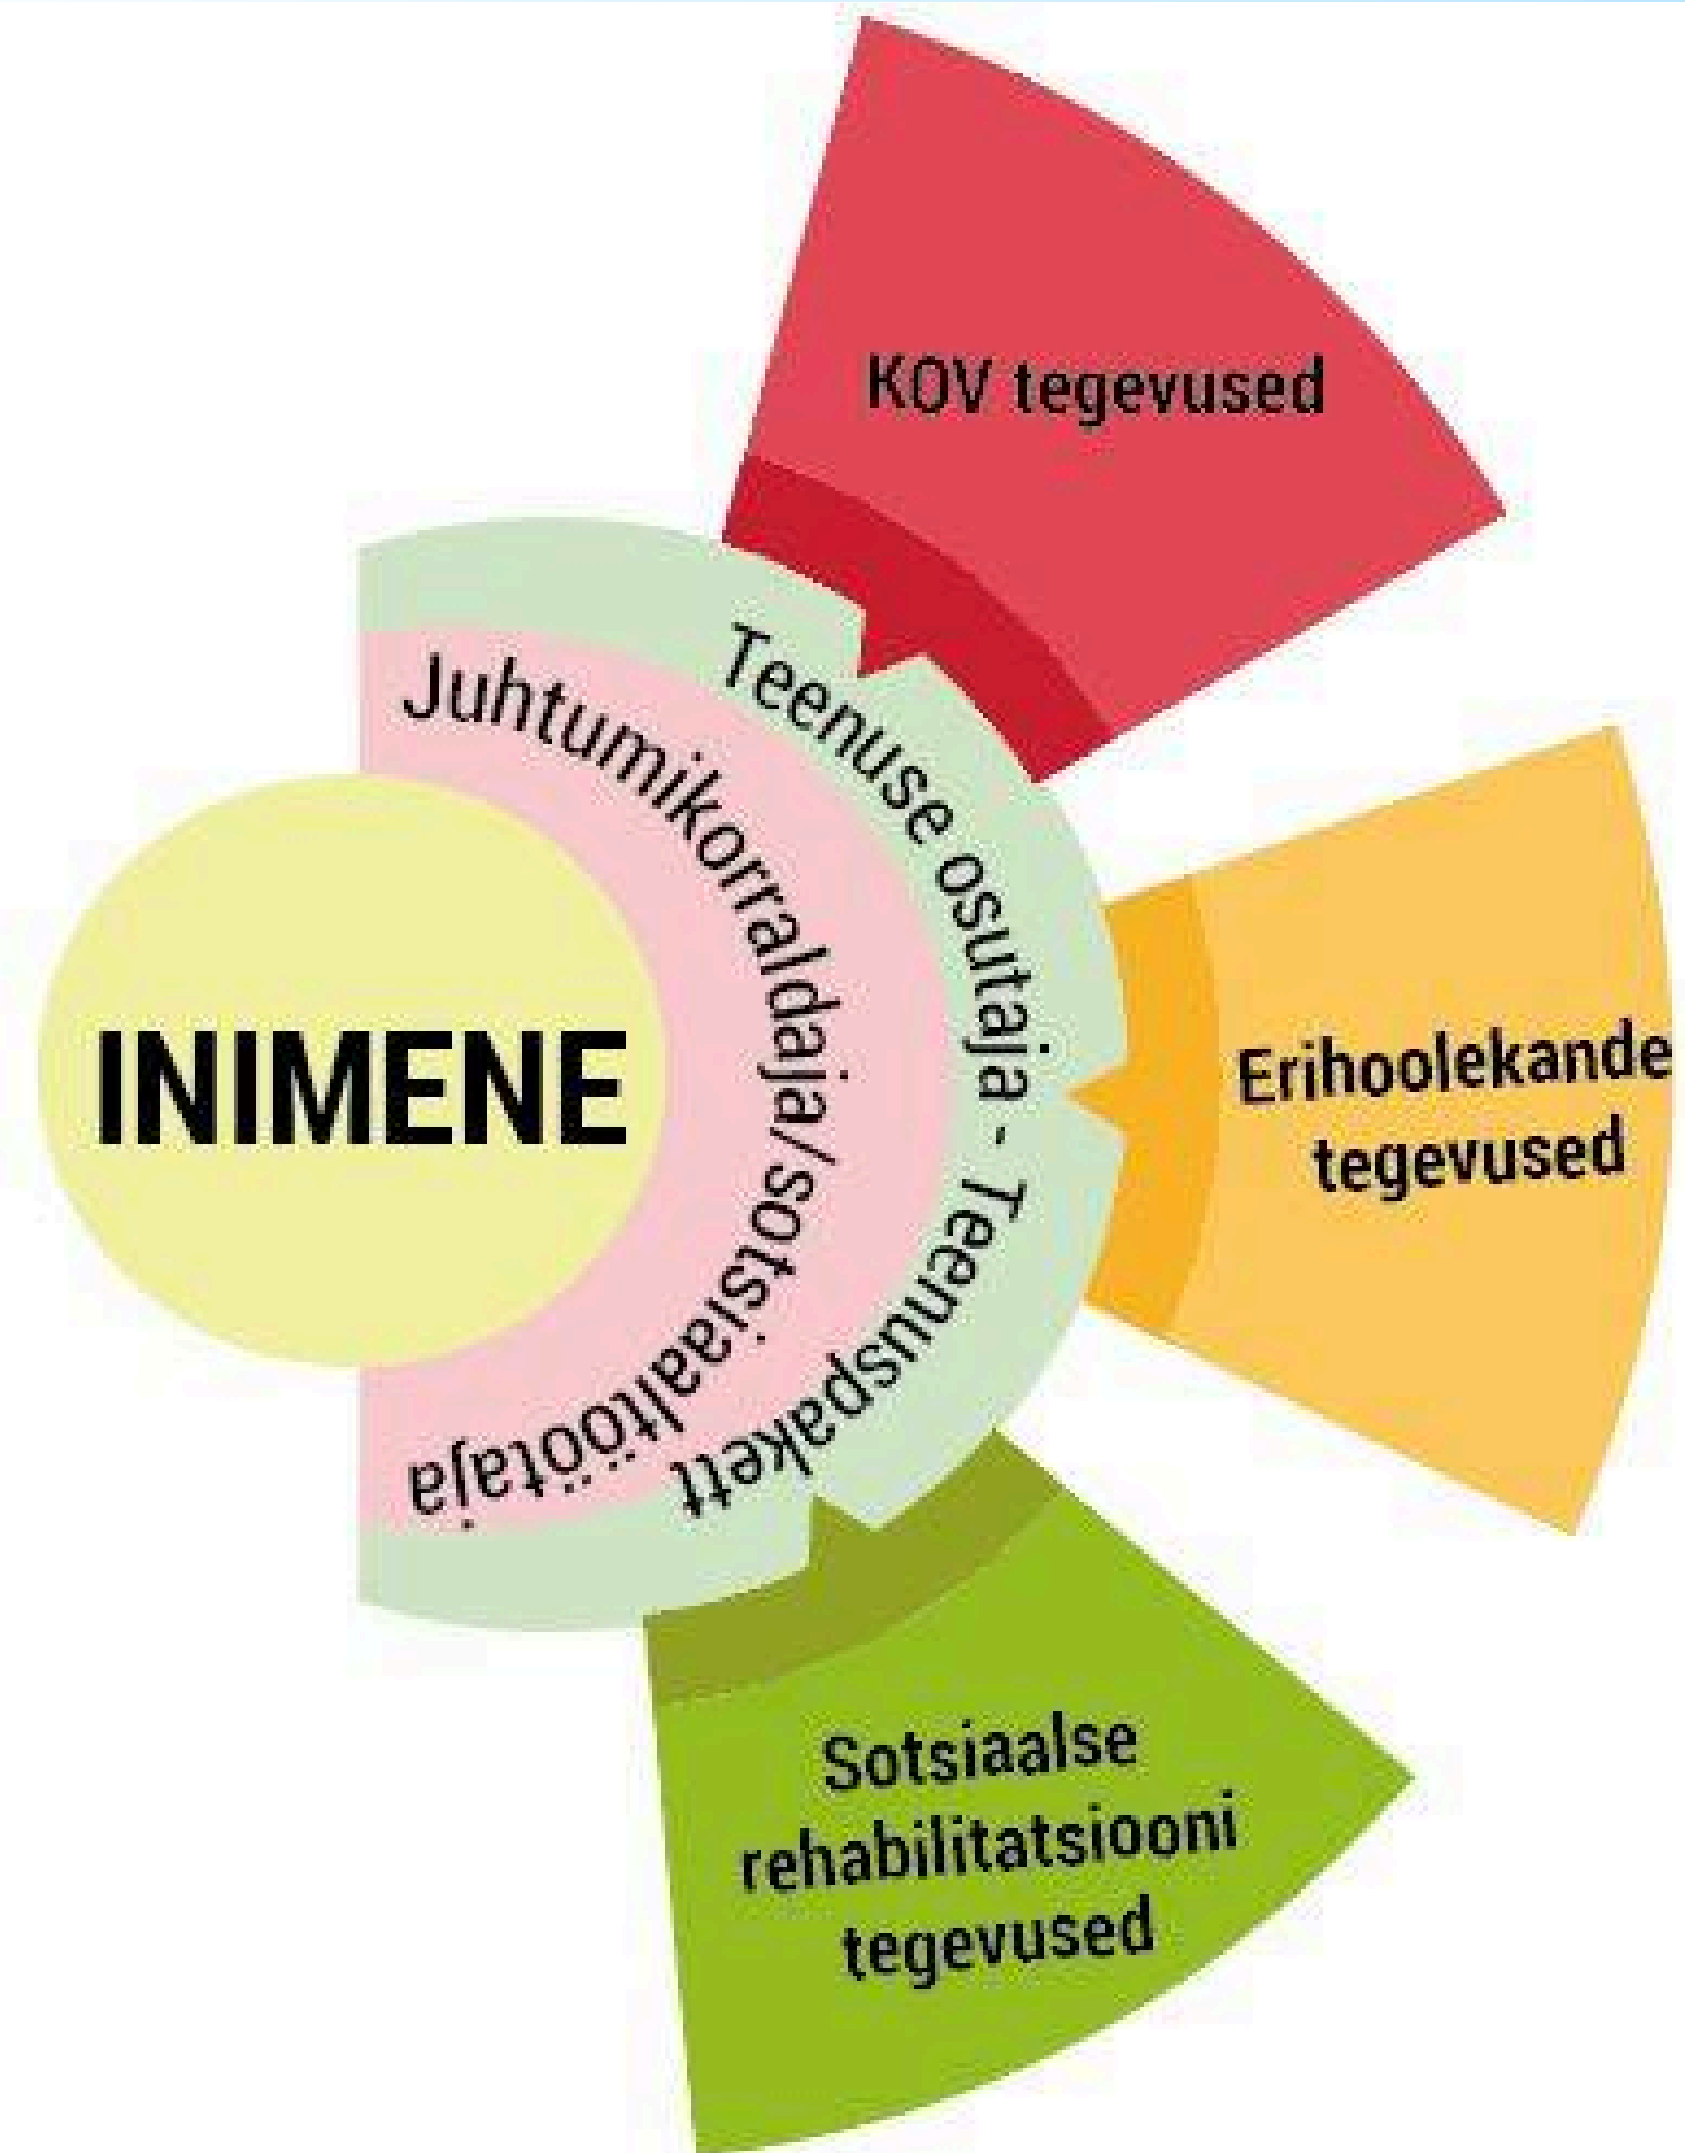 KOV tegevused
Teenuse osutaja - Teenuspakett
Juhtumikorraldaja/sotsiaaltöötaja
INIMENE
Erihoolekande
tegevused
Sotsiaalse
rehabilitatsiooni
tegevused